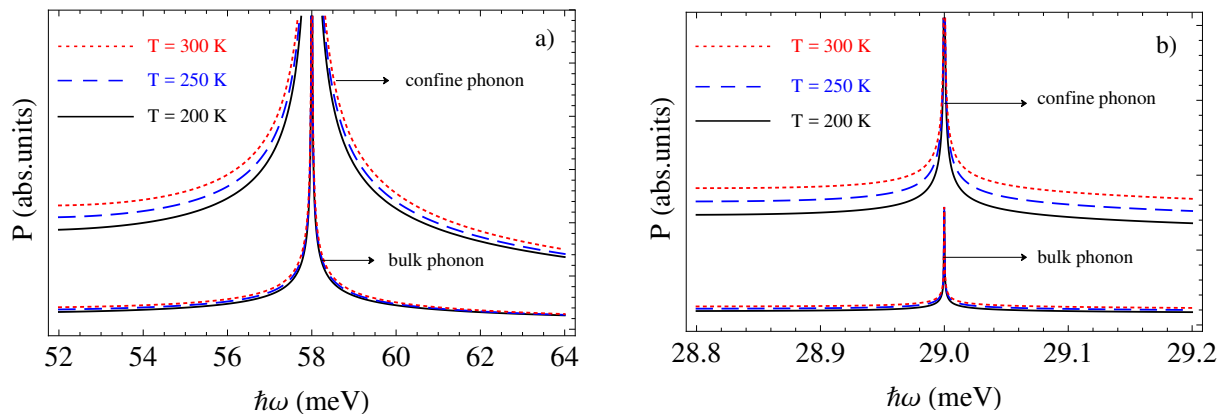 a)
T = 300 K
T = 250 K
T = 200 K
confine phonon
bulk phonon
P (abs.units)
52 54 56 58 60 62 64
ℏω (meV)
b)
T = 300 K
T = 250 K
T = 200 K
confine phonon
bulk phonon
P (abs.units)
28.8 28.9 29.0 29.1 29.2
ℏω (meV)